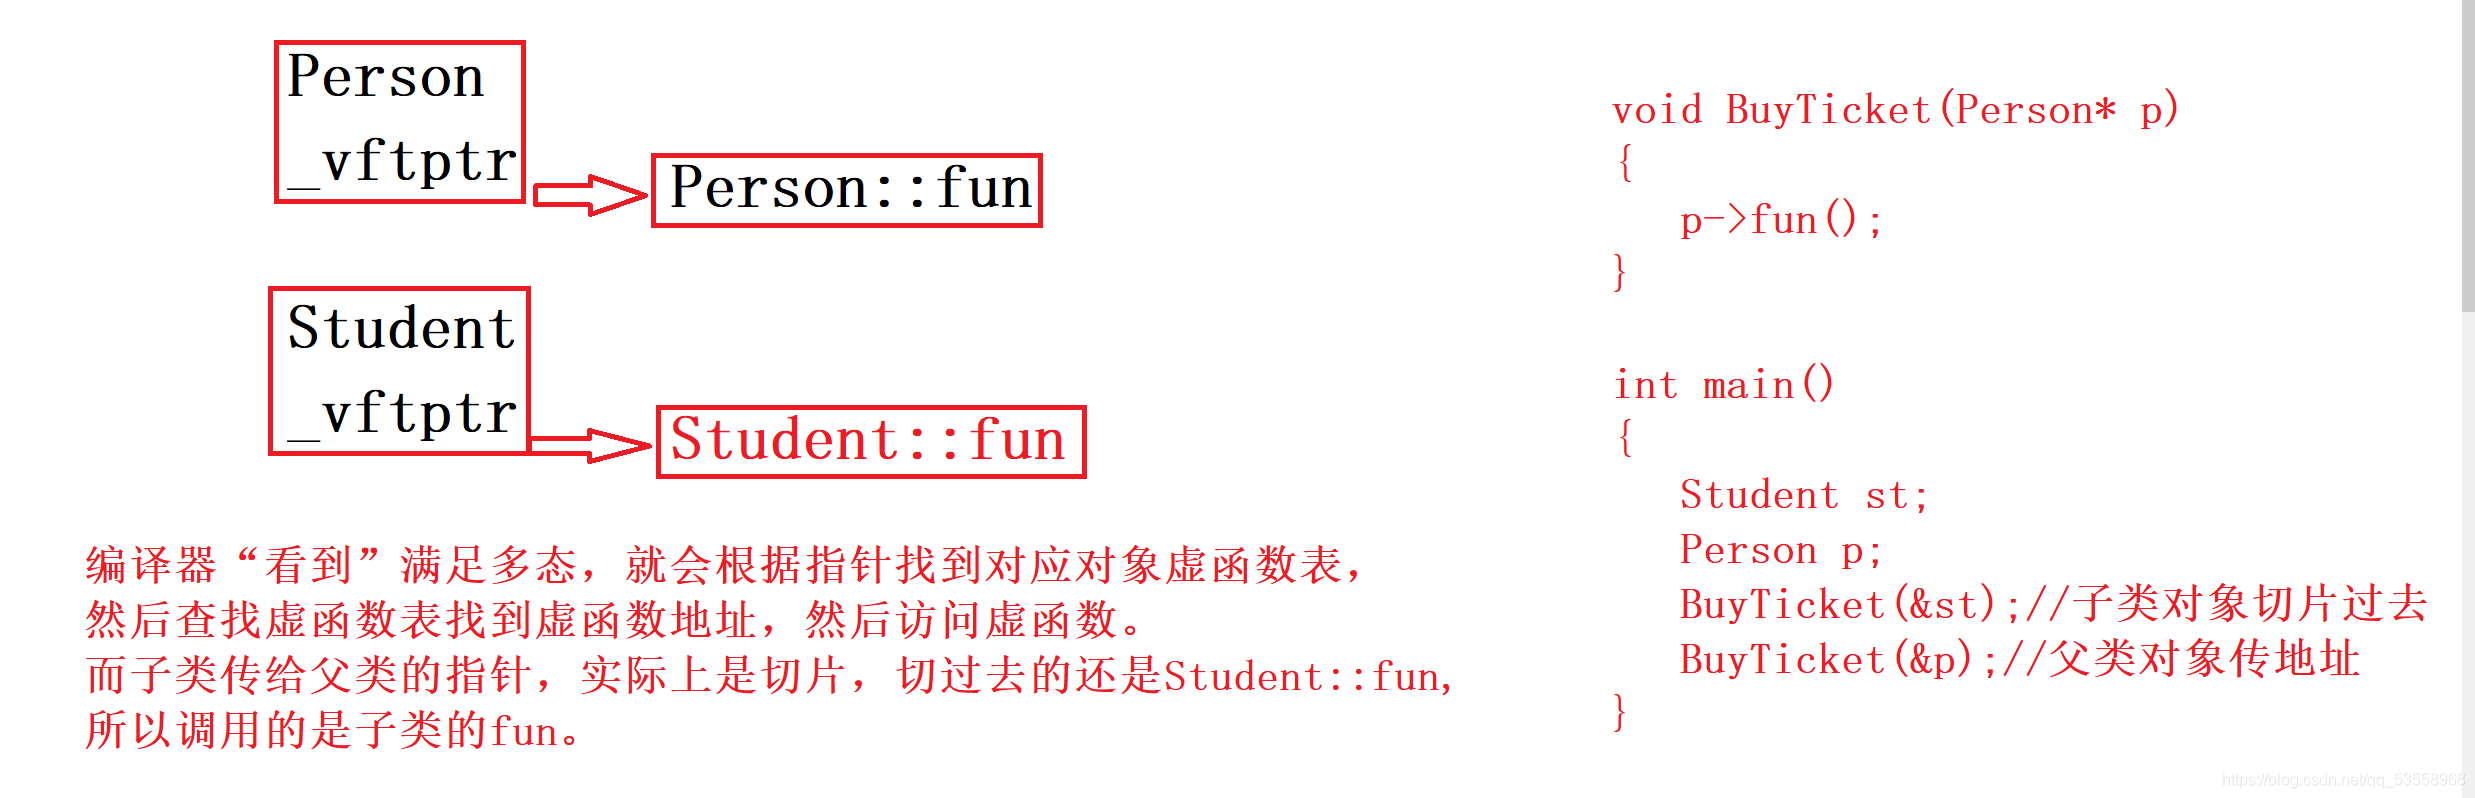 Person
_vftptr
Person::fun
Student
_vftptr
Student::fun
编译器“看到”满足多态，就会根据指针找到对应对象虚函数表，
然后查找虚函数表找到虚函数地址，然后访问虚函数。
而子类传给父类的指针，实际上是切片，切过去的还是Student::fun,
所以调用的是子类的fun。
void BuyTicket(Person* p)
{
p->fun();
}
int main()
{
Student st;
Person p;
BuyTicket(&st);//子类对象切片过去
BuyTicket(&p);//父类对象传地址
}
https://blog.csdn.net/qq_53558968